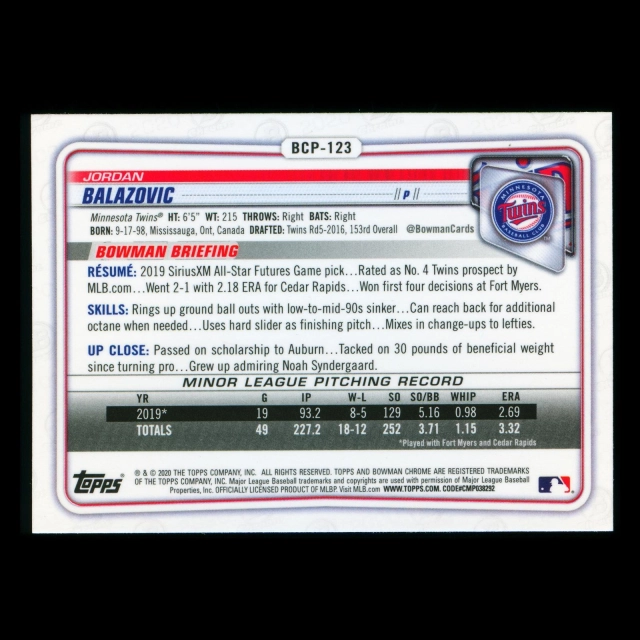 BCP-123
JORDAN
BALAZOVIC
// P //
MINNESOTA
Twins
BASEBALL CLUB
Minnesota Twins® HT: 6'5" WT: 215 THROWS: Right BATS: Right
BORN: 9-17-98, Mississauga, Ont, Canada DRAFTED: Twins Rd5-2016, 153rd Overall @BowmanCards
BOWMAN BRIEFING
RÉSUMÉ: 2019 SiriusXM All-Star Futures Game pick...Rated as No. 4 Twins prospect by
MLB.com...Went 2-1 with 2.18 ERA for Cedar Rapids...Won first four decisions at Fort Myers.
SKILLS: Rings up ground ball outs with low-to-mid-90s sinker...Can reach back for additional
octane when needed...Uses hard slider as finishing pitch...Mixes in change-ups to lefties.
UP CLOSE: Passed on scholarship to Auburn...Tacked on 30 pounds of beneficial weight
since turning pro...Grew up admiring Noah Syndergaard.
MINOR LEAGUE PITCHING RECORD
YR G IP W-L SO SO/BB WHIP ERA
2019* 19 93.2 8-5 129 5.16 0.98 2.69
TOTALS 49 227.2 18-12 252 3.71 1.15 3.32
*Played with Fort Myers and Cedar Rapids
Topps®
® & © 2020 THE TOPPS COMPANY, INC. ALL RIGHTS RESERVED. TOPPS AND BOWMAN CHROME ARE REGISTERED TRADEMARKS
OF THE TOPPS COMPANY, INC. Major League Baseball trademarks and copyrights are used with permission of Major League Baseball
Properties, Inc. OFFICIALLY LICENSED PRODUCT OF MLBP. Visit MLB.com WWW.TOPPS.COM. CODE#CMP038292